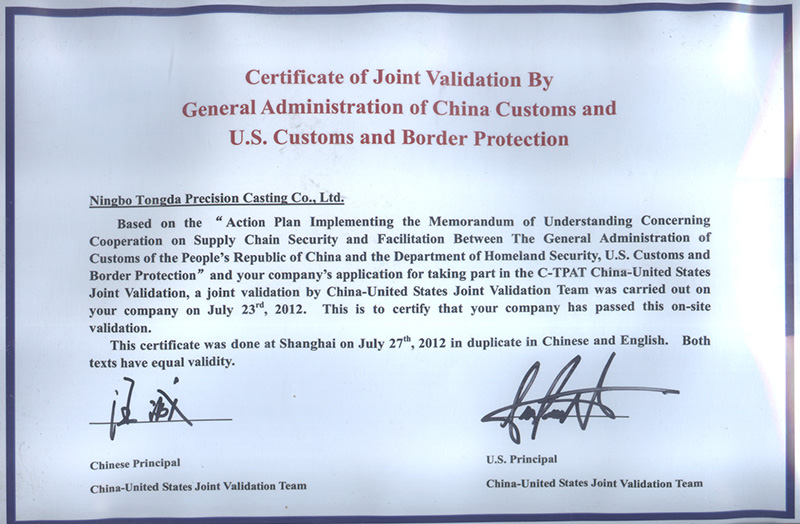 Certificate of Joint Validation By
General Administration of China Customs and
U.S. Customs and Border Protection
Ningbo Tongda Precision Casting Co., Ltd.
Based on the “Action Plan Implementing the Memorandum of Understanding Concerning
Cooperation on Supply Chain Security and Facilitation Between The General Administration of
Customs of the People's Republic of China and the Department of Homeland Security, U.S. Customs and
Border Protection” and your company's application for taking part in the C-TPAT China-United States
Joint Validation, a joint validation by China-United States Joint Validation Team was carried out on
your company on July 23rd, 2012. This is to certify that your company has passed this on-site
validation.
This certificate was done at Shanghai on July 27th, 2012 in duplicate in Chinese and English. Both
texts have equal validity.
Chinese Principal
China-United States Joint Validation Team
U.S. Principal
China-United States Joint Validation Team